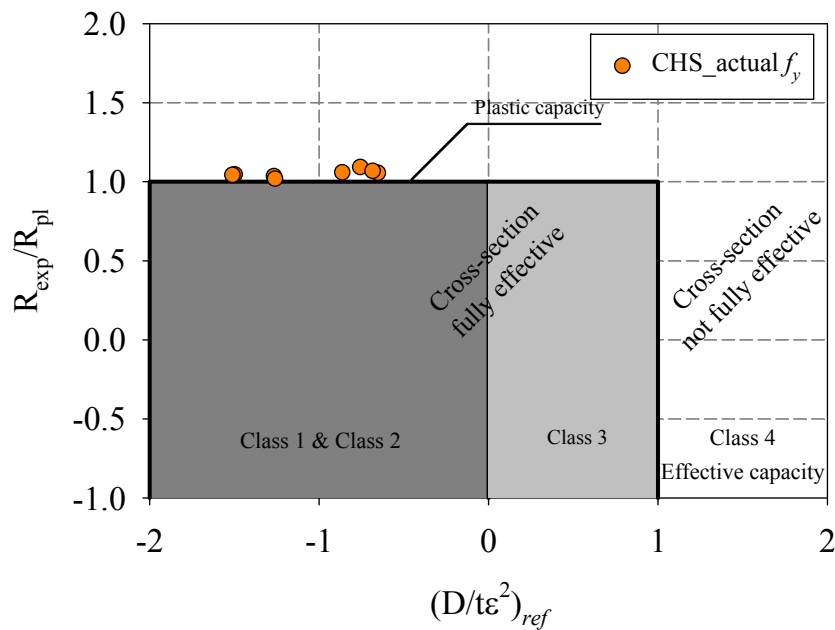 2.0
1.5
1.0
0.5
0.0
-0.5
-1.0
R_exp/R_pl
CHS_actual f_y
Plastic capacity
Cross-section
fully effective
Cross-section
not fully effective
Class 1 & Class 2
Class 3
Class 4
Effective capacity
-2
-1
0
1
2
(D/tε²)_ref